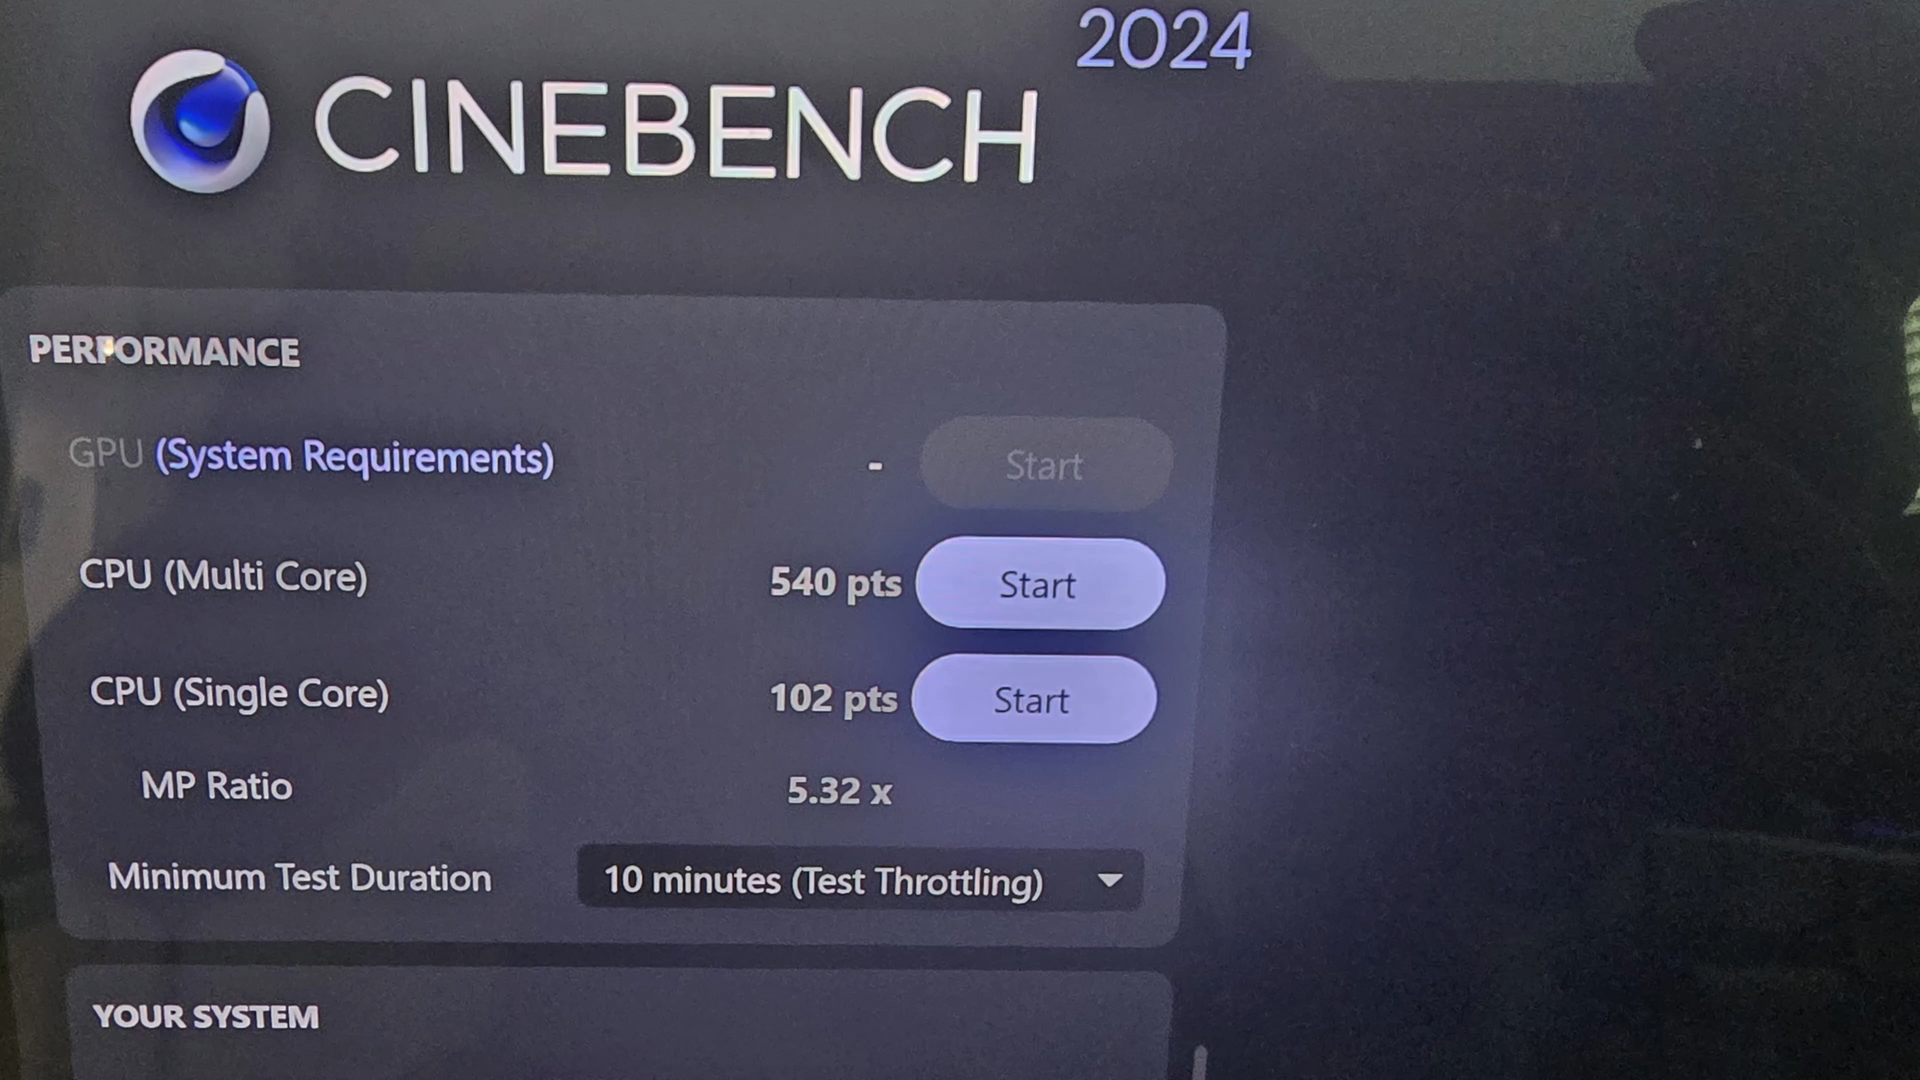 2024
CINEBENCH
PERFORMANCE
GPU (System Requirements) - Start
CPU (Multi Core) 540 pts Start
CPU (Single Core) 102 pts Start
MP Ratio 5.32 x
Minimum Test Duration 10 minutes (Test Throttling)
YOUR SYSTEM